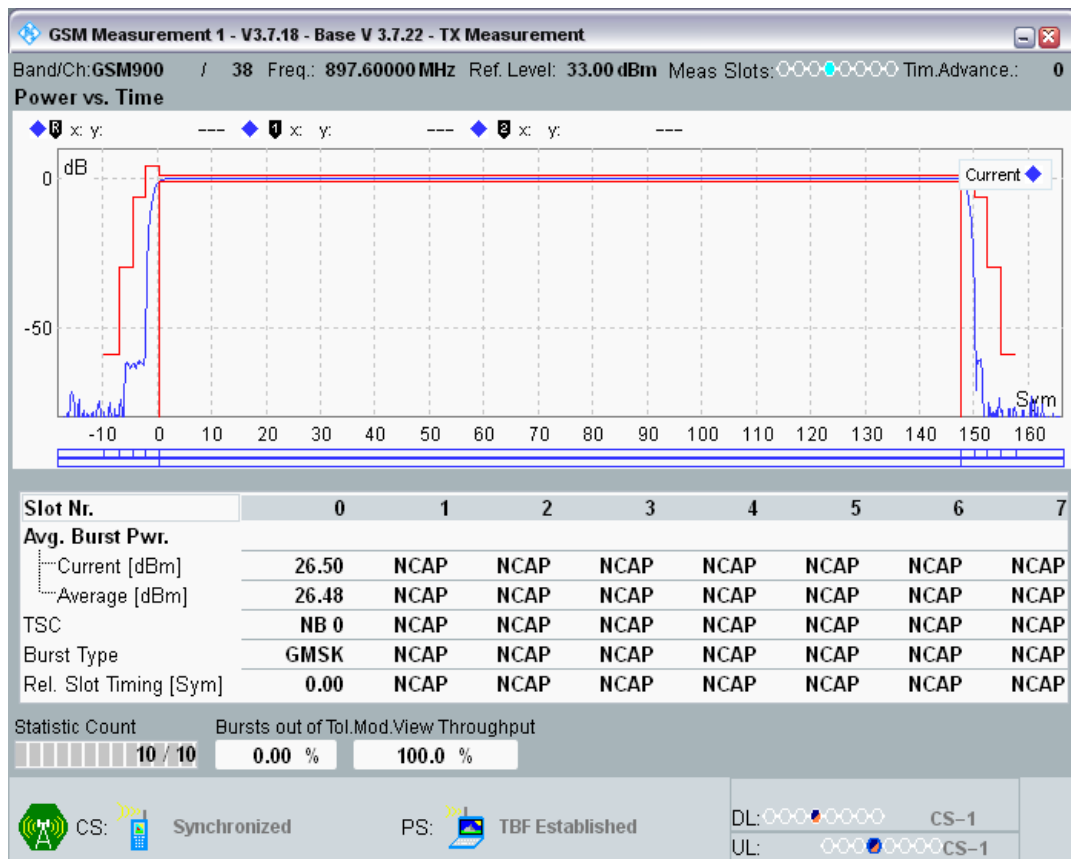 GSM Measurement 1 - V3.7.18 - Base V 3.7.22 - TX Measurement
Band/Ch:GSM900 / 38 Freq.: 897.60000 MHz Ref. Level: 33.00 dBm Meas Slots: Tim.Advance.: 0
Power vs. Time
R x: y: --- 1 x: y: --- 2 x: y: ---
dB
Current
0
-50
Sym
-10 0 10 20 30 40 50 60 70 80 90 100 110 120 130 140 150 160
Slot Nr. 0 1 2 3 4 5 6 7
Avg. Burst Pwr.
Current [dBm] 26.50 NCAP NCAP NCAP NCAP NCAP NCAP NCAP
Average [dBm] 26.48 NCAP NCAP NCAP NCAP NCAP NCAP NCAP
TSC NB 0 NCAP NCAP NCAP NCAP NCAP NCAP NCAP
Burst Type GMSK NCAP NCAP NCAP NCAP NCAP NCAP NCAP
Rel. Slot Timing [Sym] 0.00 NCAP NCAP NCAP NCAP NCAP NCAP NCAP
Statistic Count Bursts out of Tol.Mod.View Throughput
10 / 10 0.00 % 100.0 %
CS: Synchronized PS: TBF Established
DL: CS-1
UL: CS-1